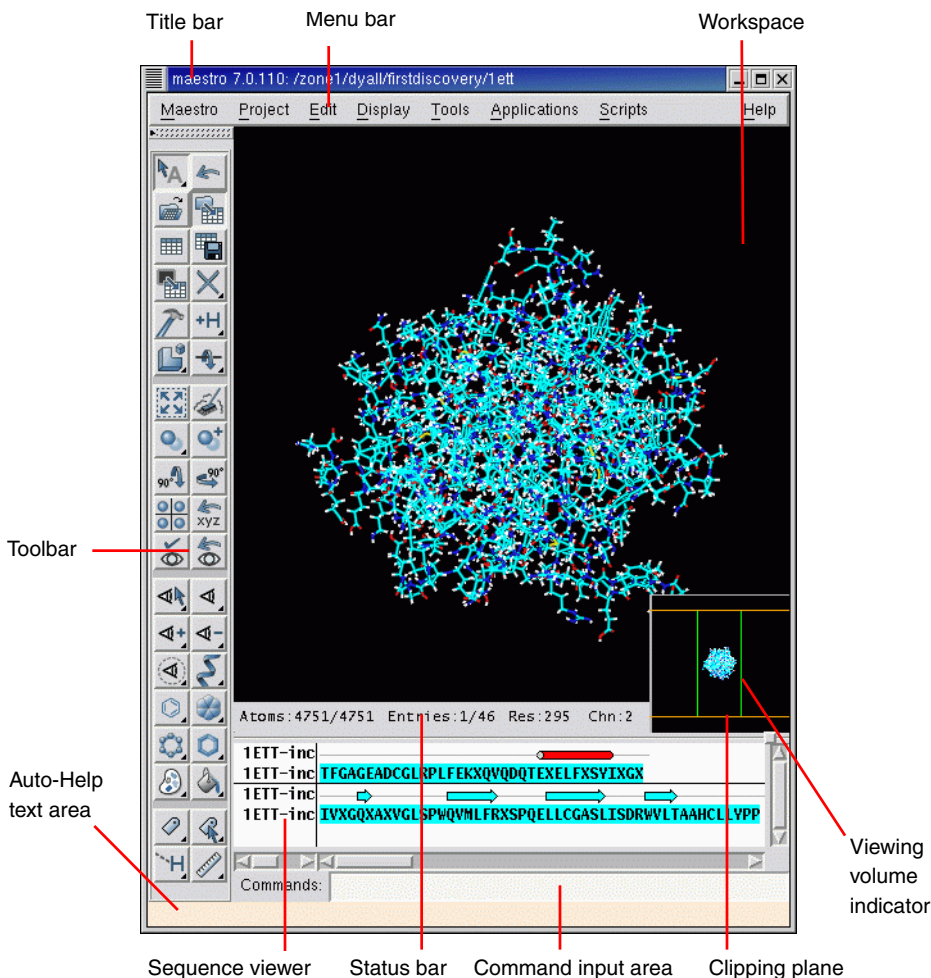 Title bar
Menu bar
Workspace
maestro 7.0.110: /zone1/dyall/firstdiscovery/1ett
Maestro Project Edit Display Tools Applications Scripts Help
A
+H
90° 90°
xyz
Toolbar
Atoms:4751/4751 Entries:1/46 Res:295 Chn:2
1ETT-inc
1ETT-inc TFGAGEADCGLRPLFEKXQVQDQTEXELFXSYIXGX
1ETT-inc
1ETT-inc IVXGQXAXVGLSPWQVMLFRXSPQELLCGASLISDRWVLTAAHCLLYPP
H
Commands:
Auto-Help
text area
Viewing
volume
indicator
Sequence viewer
Status bar
Command input area
Clipping plane